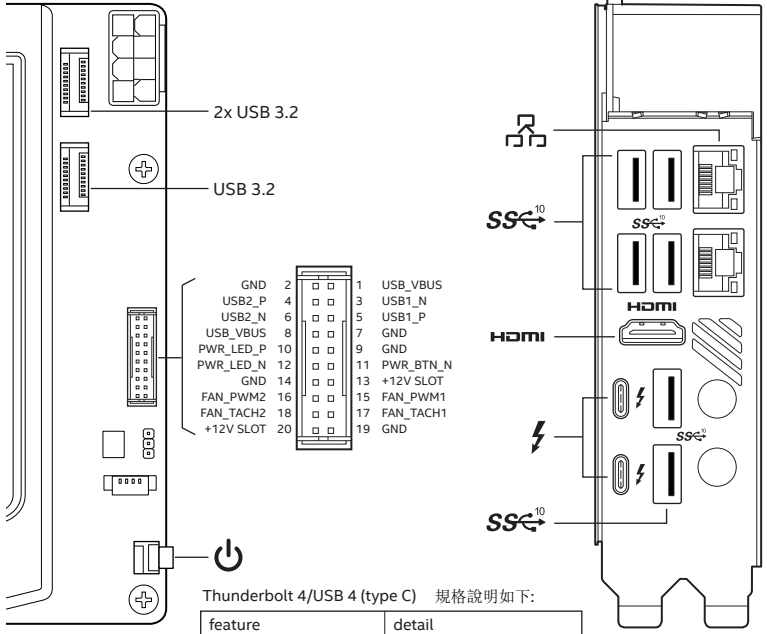 2x USB 3.2
USB 3.2
GND 2 1 USB_VBUS
USB2_P 4 3 USB1_N
USB2_N 6 5 USB1_P
USB_VBUS 8 7 GND
PWR_LED_P 10 9 GND
PWR_LED_N 12 11 PWR_BTN_N
GND 14 13 +12V SLOT
FAN_PWM2 16 15 FAN_PWM1
FAN_TACH2 18 17 FAN_TACH1
+12V SLOT 20 19 GND
SS 10
SS 10
HDMI
HDMI
SS 10
SS 10
Thunderbolt 4/USB 4 (type C) 規格說明如下:
feature detail